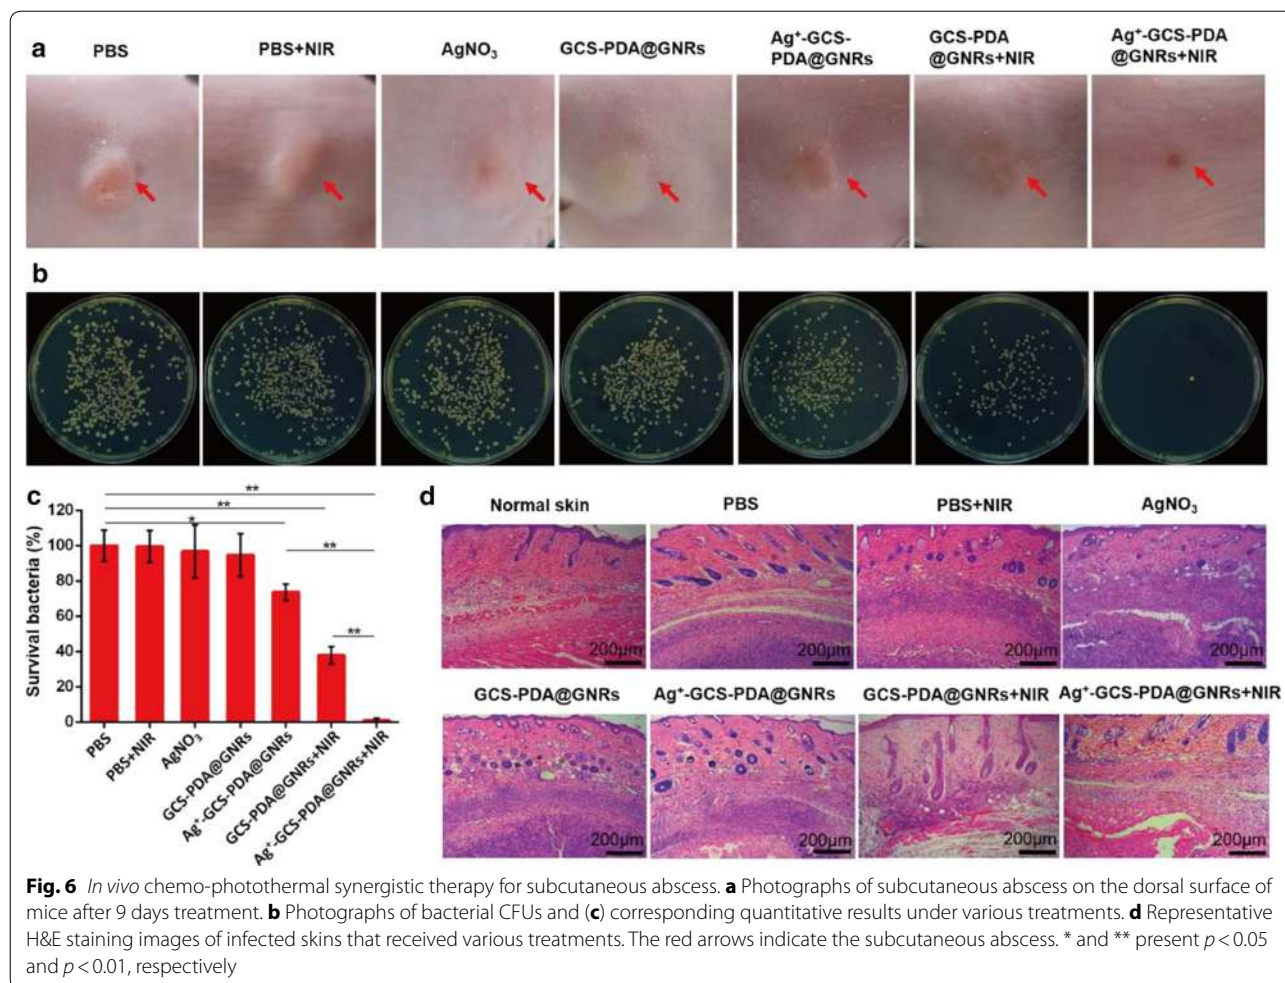 a
PBS
PBS+NIR
AgNO₃
GCS-PDA@GNRs
Ag⁺-GCS-
PDA@GNRs
GCS-PDA
@GNRs+NIR
Ag⁺-GCS-PDA
@GNRs+NIR
b
c
**
**
*
**
**
Survival bacteria (%)
120
100
80
60
40
20
0
PBS
PBS+NIR
AgNO₃
GCS-PDA@GNRs
Ag⁺-GCS-PDA@GNRs
GCS-PDA@GNRs+NIR
Ag⁺-GCS-PDA@GNRs+NIR
d
Normal skin
PBS
PBS+NIR
AgNO₃
200μm
200μm
200μm
200μm
GCS-PDA@GNRs
Ag⁺-GCS-PDA@GNRs
GCS-PDA@GNRs+NIR
Ag⁺-GCS-PDA@GNRs+NIR
200μm
200μm
200μm
200μm
Fig. 6 In vivo chemo-photothermal synergistic therapy for subcutaneous abscess. a Photographs of subcutaneous abscess on the dorsal surface of
mice after 9 days treatment. b Photographs of bacterial CFUs and (c) corresponding quantitative results under various treatments. d Representative
H&E staining images of infected skins that received various treatments. The red arrows indicate the subcutaneous abscess. * and ** present p < 0.05
and p < 0.01, respectively